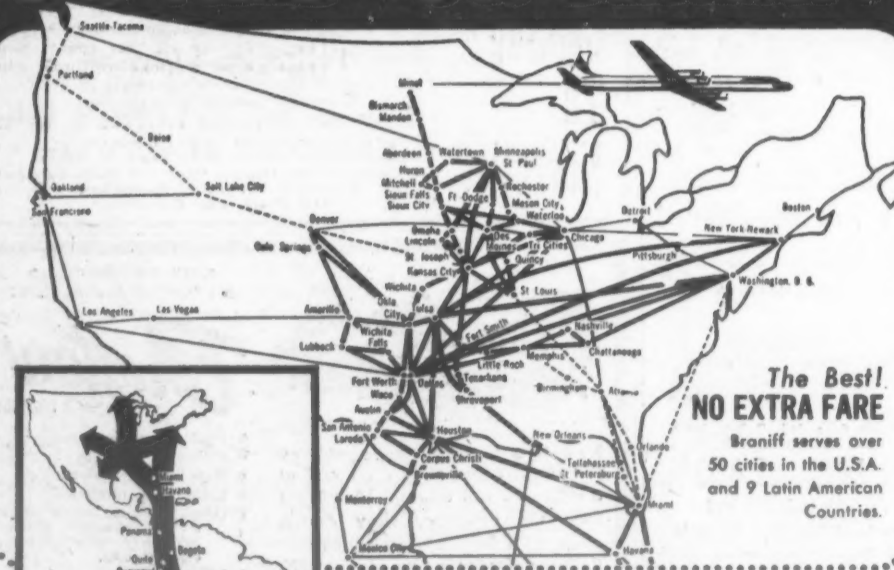 Seattle-Tacoma
Portland
Boise
Oakland
San Francisco
Salt Lake City
Los Angeles
Las Vegas
Denver
Colo Springs
Minot
Bismarck
Mandan
Aberdeen
Watertown
Minneapolis
St Paul
Huron
Mitchell
Sioux Falls
Sioux City
Ft Dodge
Rochester
Mason City
Waterloo
Omaha
Lincoln
Des
Moines
Tri Cities
Chicago
St Joseph
Quincy
Kansas City
St Louis
Detroit
Pittsburgh
New York-Newark
Boston
Washington, D. C.
Wichita
Okla
City
Tulsa
Amarillo
Wichita
Falls
Lubbock
Fort Smith
Nashville
Chattanooga
Memphis
Little Rock
Texarkana
Shreveport
Birmingham
Fort Worth
Dallas
Waco
Austin
San Antonio
Laredo
Houston
Corpus Christi
Brownsville
New Orleans
Tallahassee
St Petersburg
Orlando
Miami
Havana
Monterrey
Mexico City
Miami
Havana
Panama
Bogota
Quito
The Best!
NO EXTRA FARE
Braniff serves over
50 cities in the U.S.A.
and 9 Latin American
Countries.